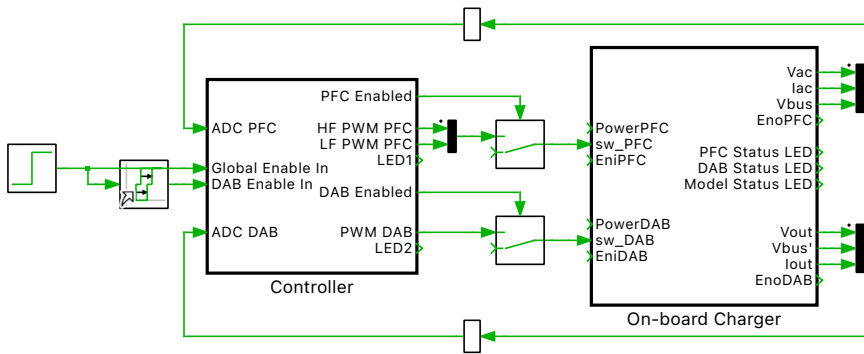 PFC Enabled
ADC PFC
HF PWM PFC
LF PWM PFC
LED1
Global Enable In
DAB Enable In
DAB Enabled
ADC DAB
PWM DAB
LED2
Controller
PowerPFC
sw_PFC
EniPFC
PowerDAB
sw_DAB
EniDAB
Vac
Iac
Vbus
EnoPFC
PFC Status LED
DAB Status LED
Model Status LED
Vout
Vbus'
Iout
EnoDAB
On-board Charger